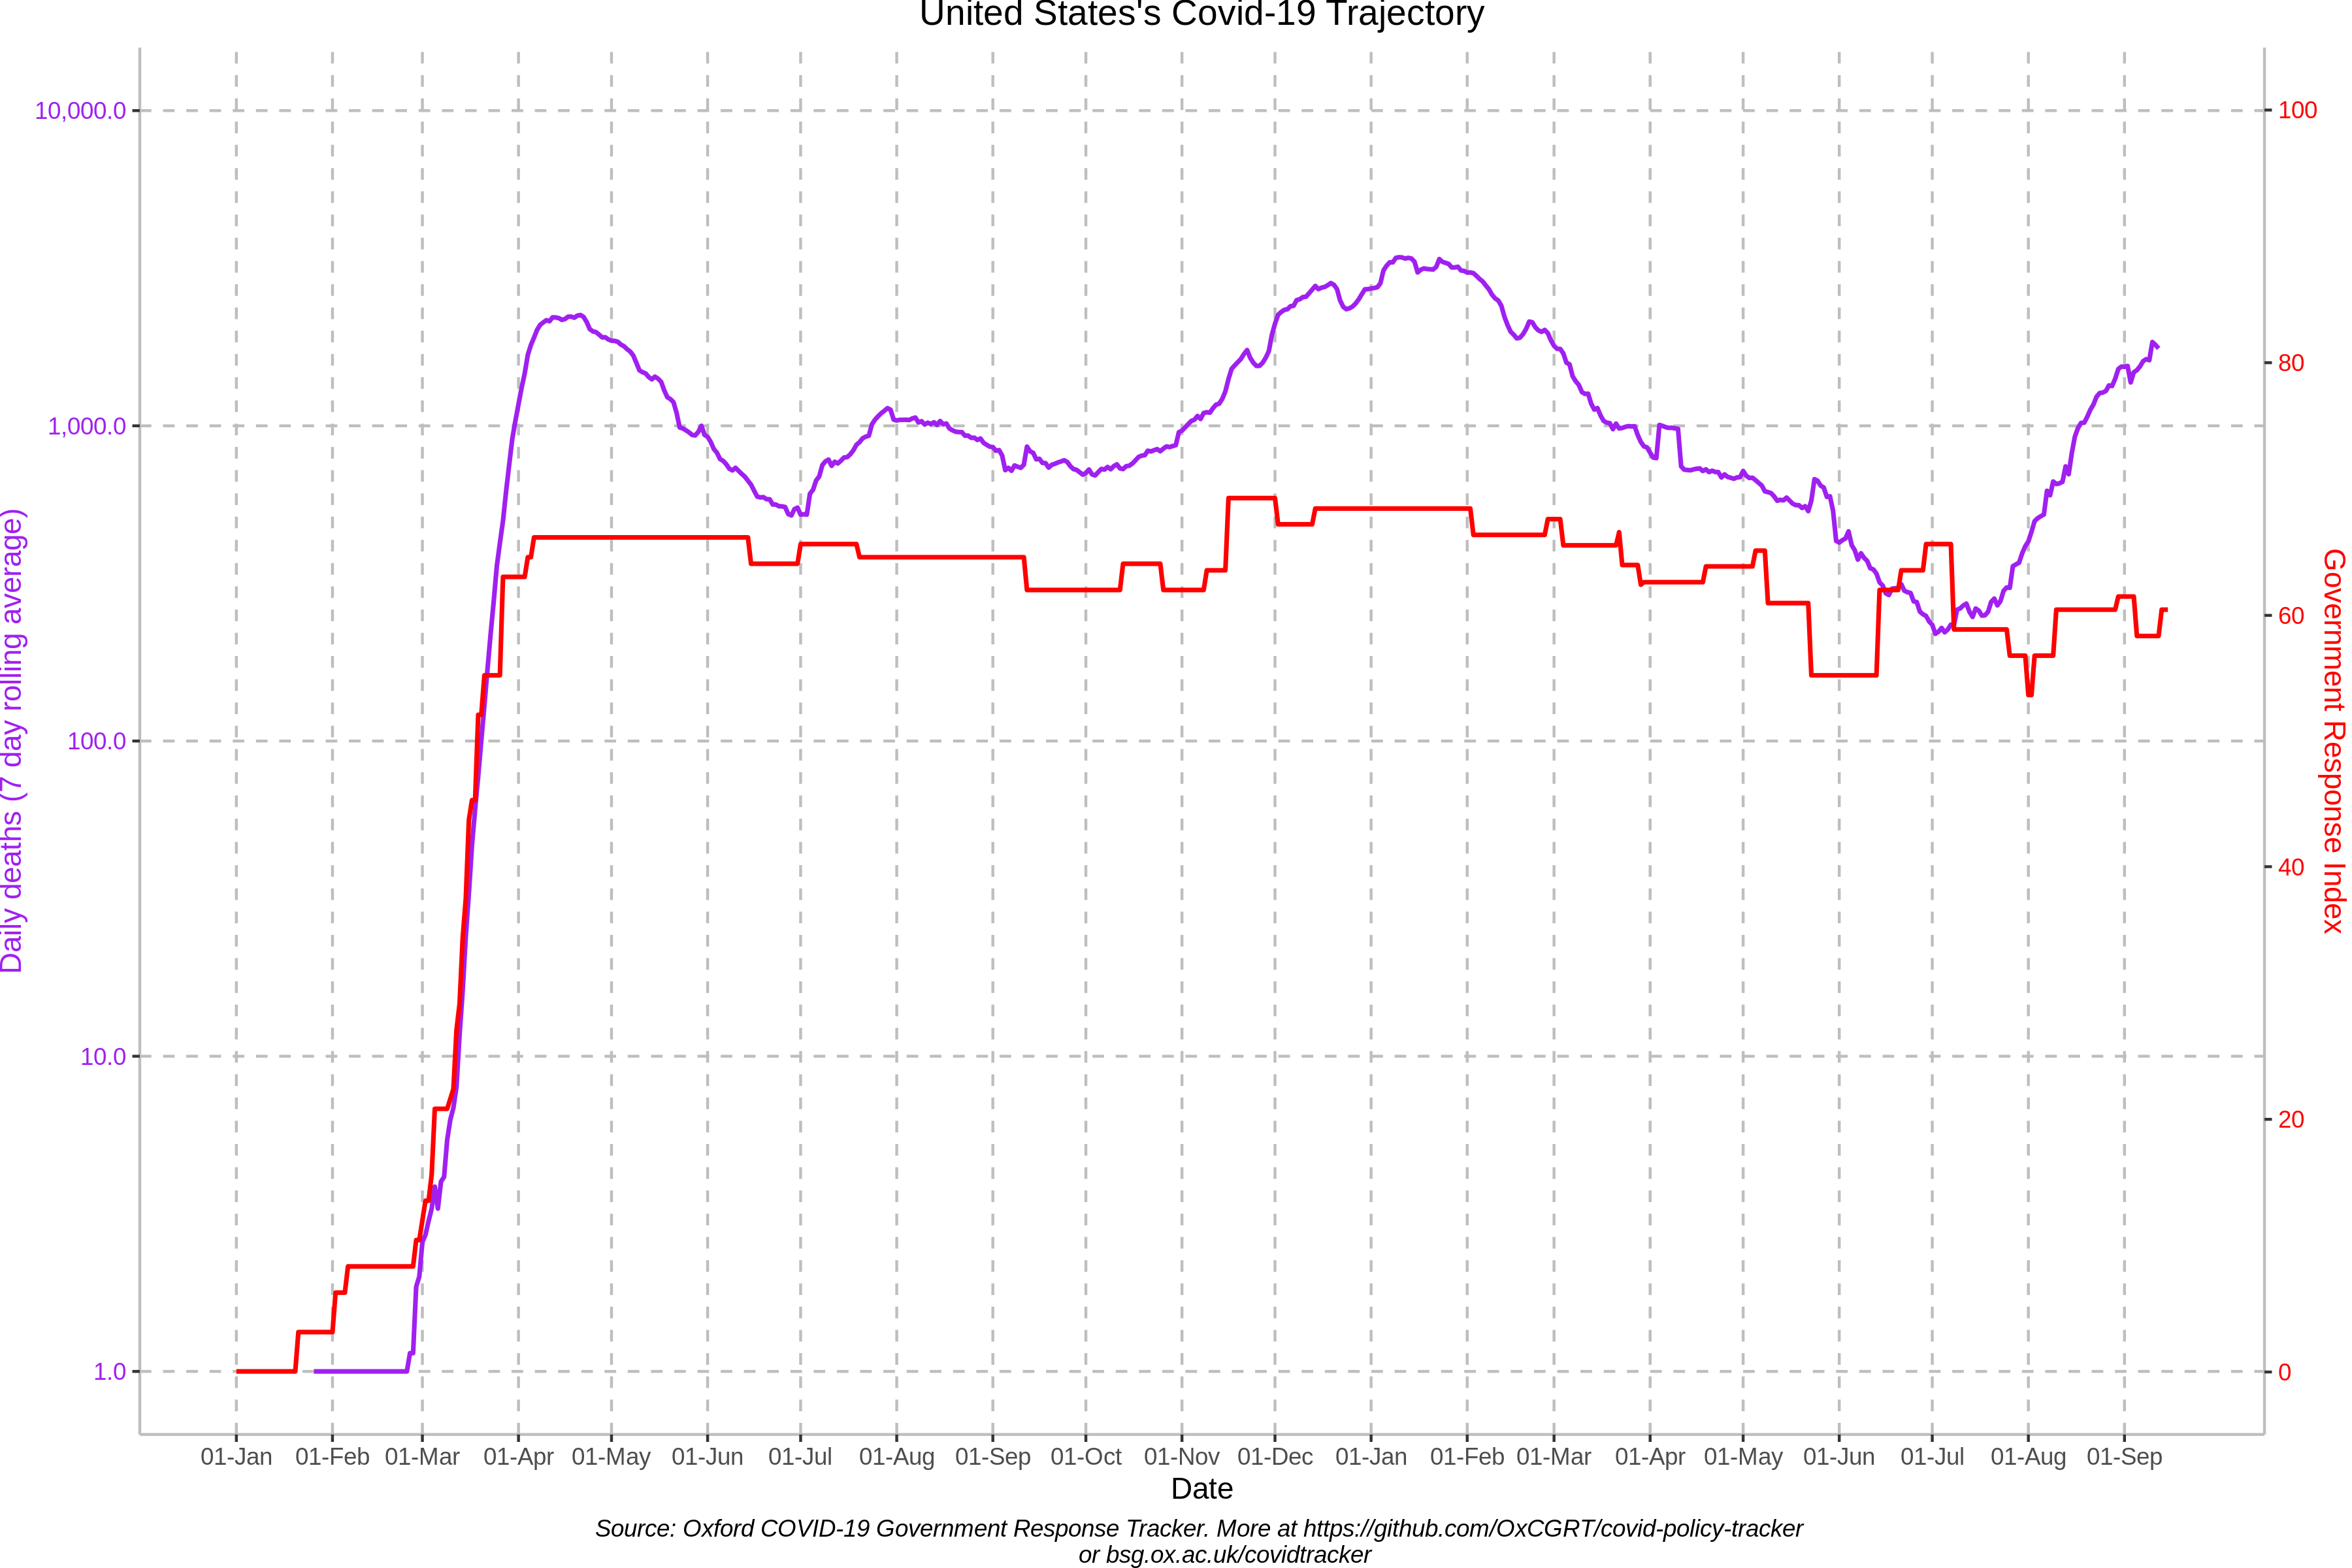 United States's Covid-19 Trajectory
10,000.0
1,000.0
100.0
10.0
1.0
Daily deaths (7 day rolling average)
100
80
60
40
20
0
Government Response Index
01-Jan 01-Feb 01-Mar 01-Apr 01-May 01-Jun 01-Jul 01-Aug 01-Sep 01-Oct 01-Nov 01-Dec 01-Jan 01-Feb 01-Mar 01-Apr 01-May 01-Jun 01-Jul 01-Aug 01-Sep
Date
Source: Oxford COVID-19 Government Response Tracker. More at https://github.com/OxCGRT/covid-policy-tracker
or bsg.ox.ac.uk/covidtracker